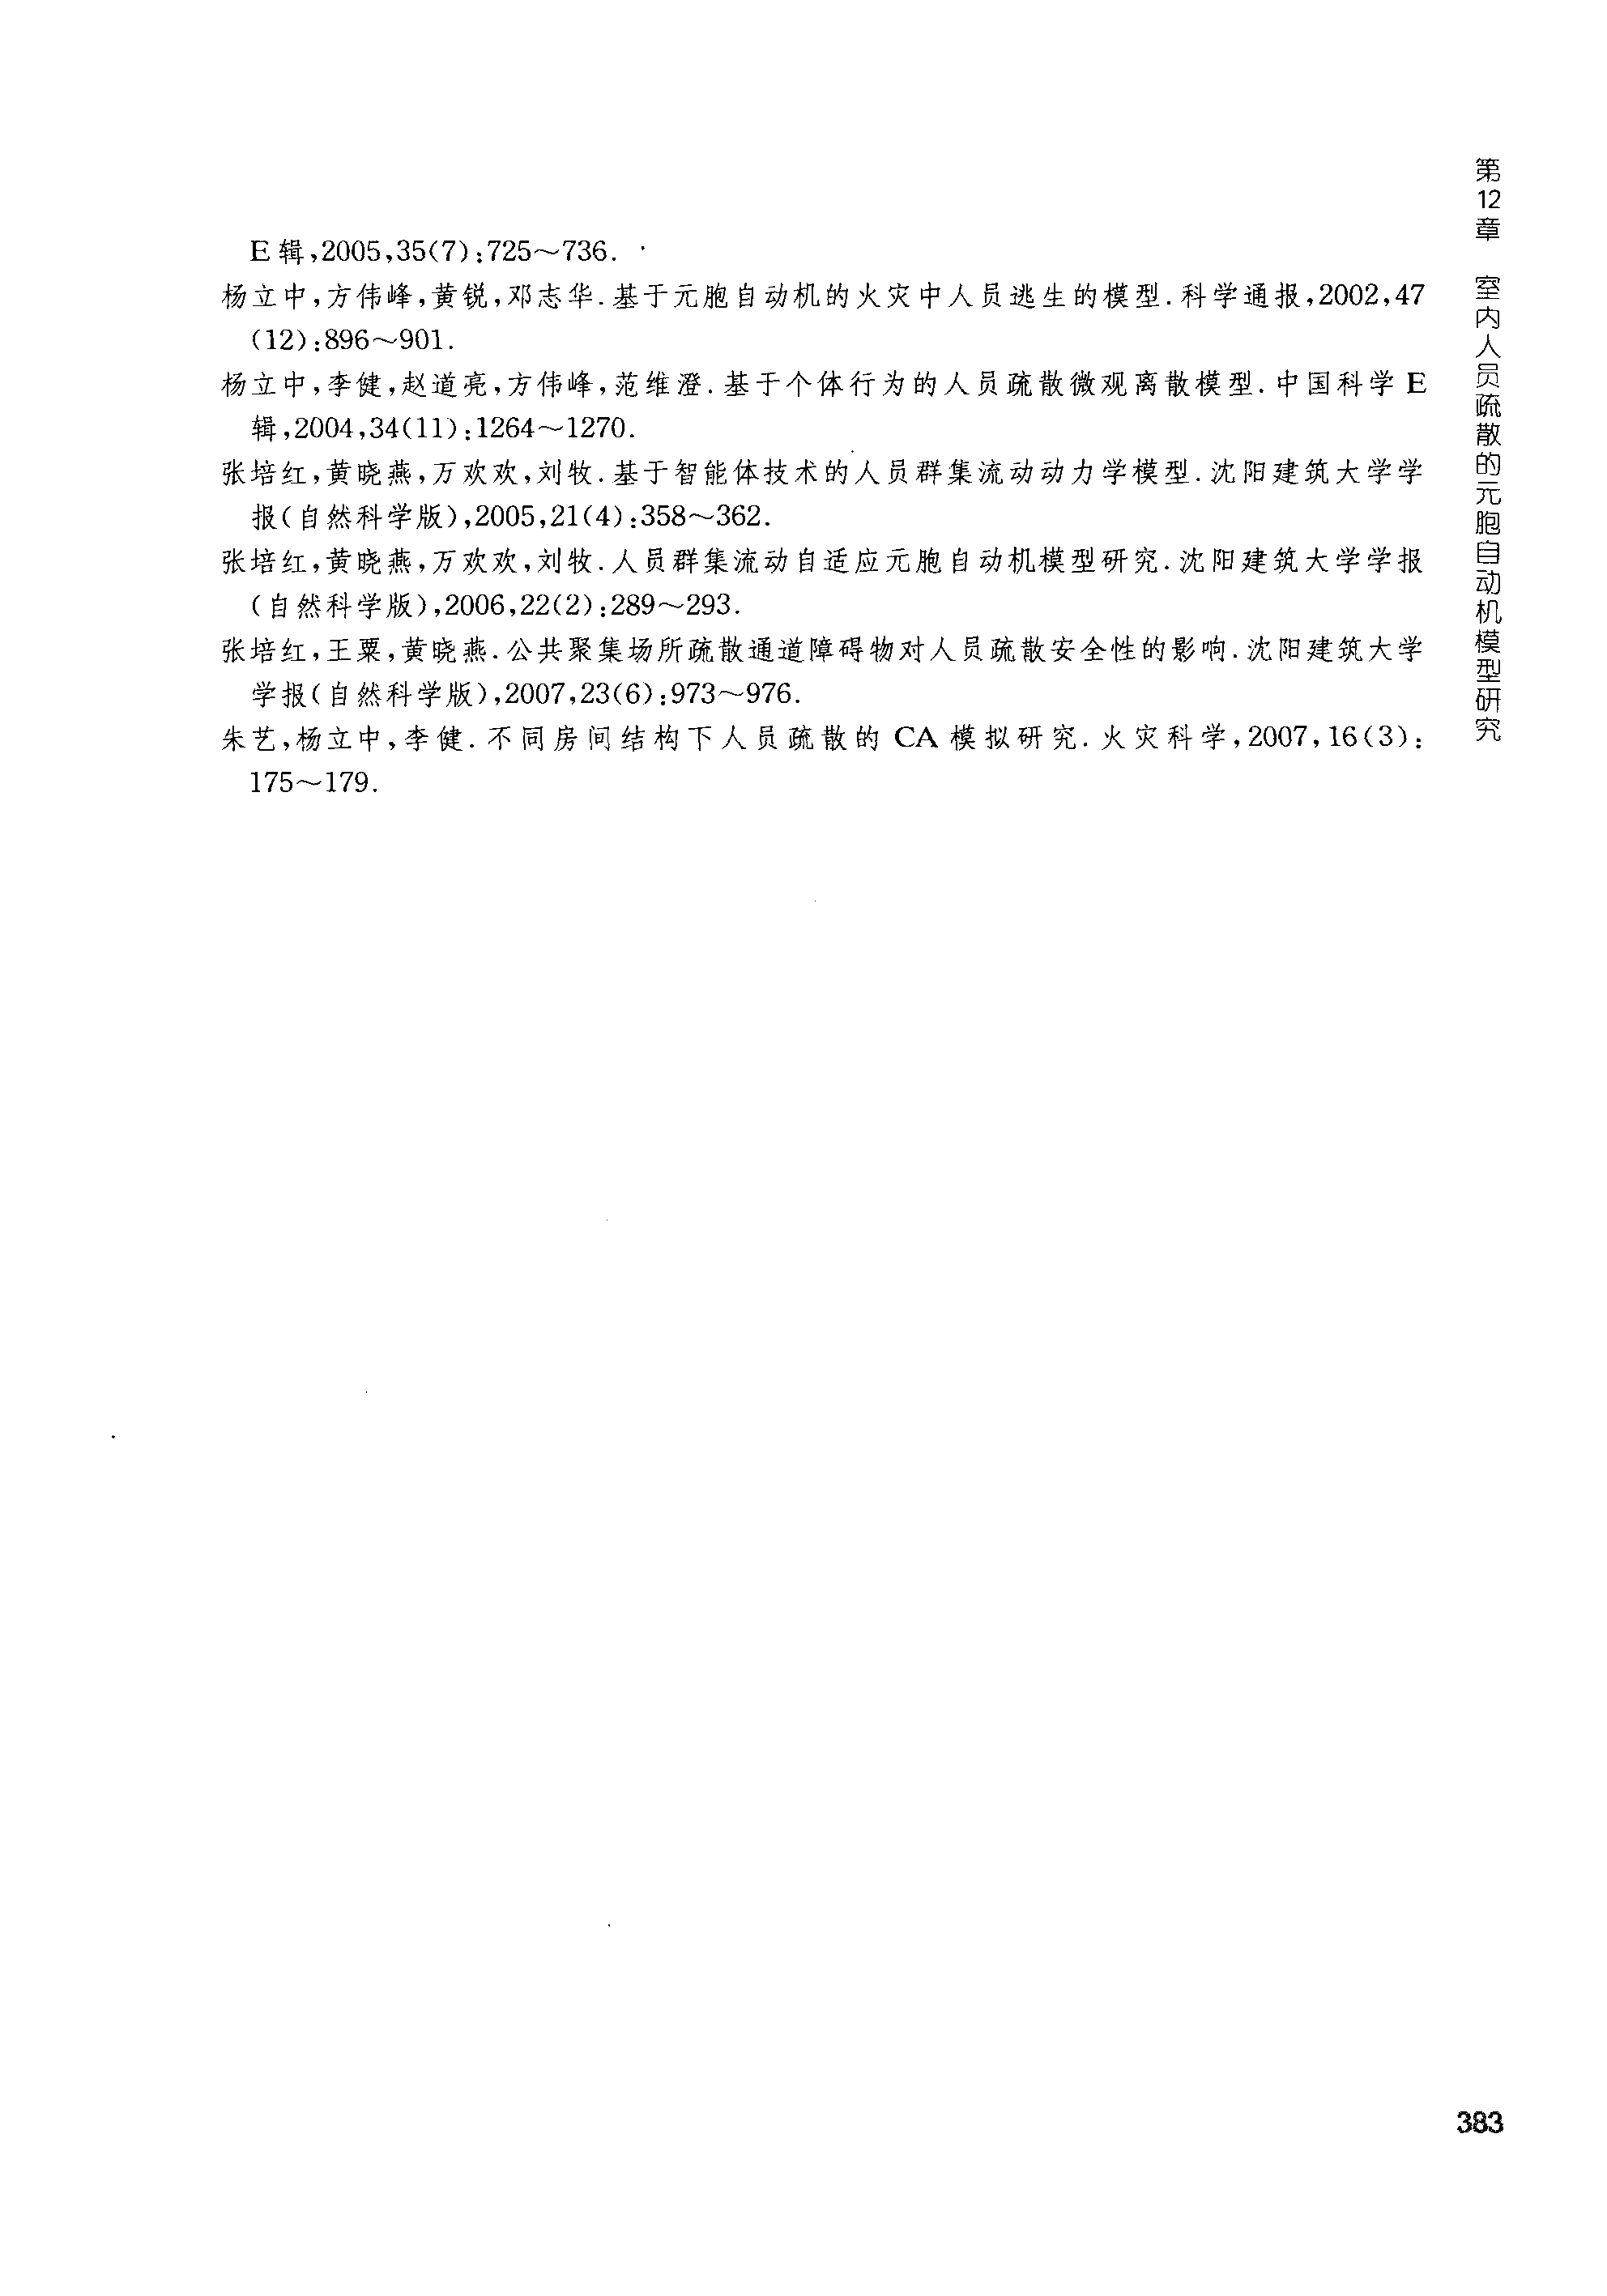 E辑,2005,35(7):725～736.
杨立中,方伟峰,黄锐,邓志华.基于元胞自动机的火灾中人员逃生的模型.科学通报,2002,47
(12):896～901.
杨立中,李健,赵道亮,方伟峰,范维澄.基于个体行为的人员疏散微观离散模型.中国科学E
辑,2004,34(11):1264～1270.
张培红,黄晓燕,万欢欢,刘牧.基于智能体技术的人员群集流动动力学模型.沈阳建筑大学学
报(自然科学版),2005,21(4):358～362.
张培红,黄晓燕,万欢欢,刘牧.人员群集流动自适应元胞自动机模型研究.沈阳建筑大学学报
(自然科学版),2006,22(2):289～293.
张培红,王粟,黄晓燕.公共聚集场所疏散通道障碍物对人员疏散安全性的影响.沈阳建筑大学
学报(自然科学版),2007,23(6):973～976.
朱艺,杨立中,李健.不同房间结构下人员疏散的CA模拟研究.火灾科学,2007,16(3):
175～179.
第12章 室内人员疏散的元胞自动机模型研究
383